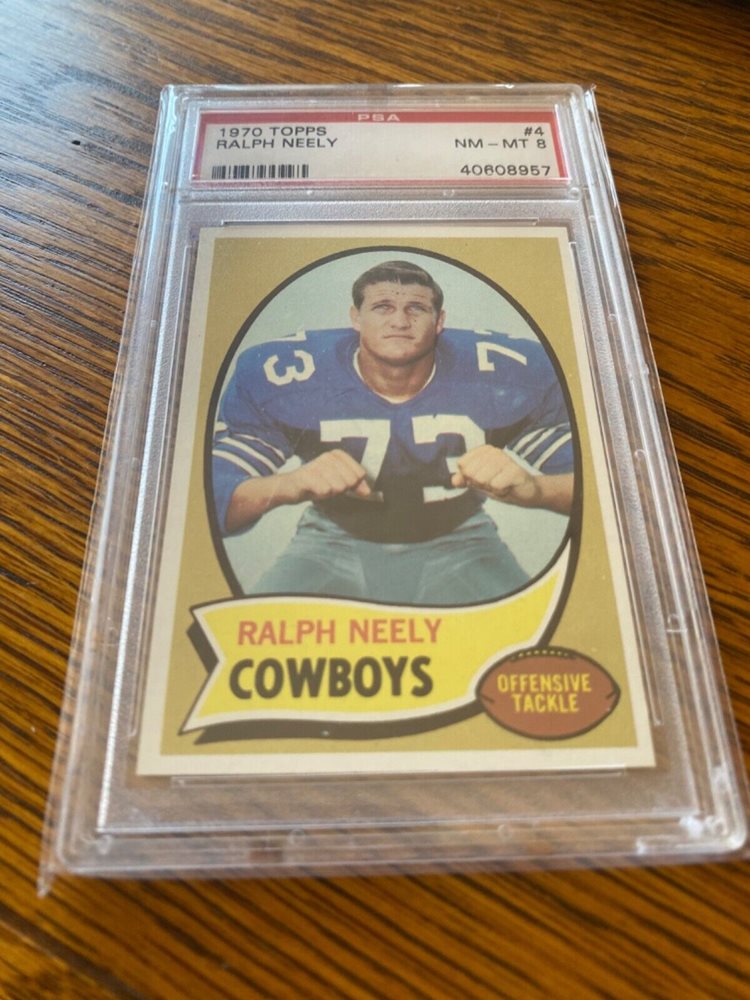 PSA
1970 TOPPS #4
RALPH NEELY NM-MT 8
40608957
73 73
73
RALPH NEELY
COWBOYS
OFFENSIVE
TACKLE